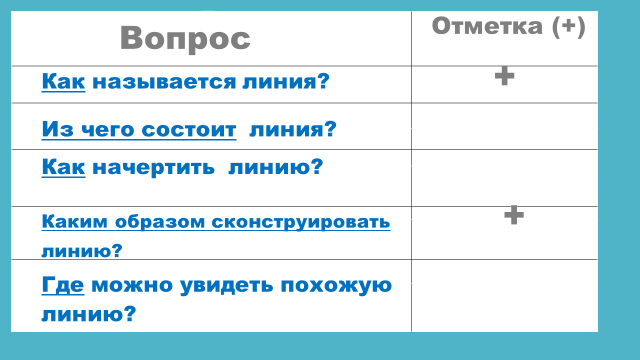 Вопрос
Отметка (+)
Как называется линия?
+
Из чего состоит линия?
Как начертить линию?
Каким образом сконструировать
линию?
+
Где можно увидеть похожую
линию?